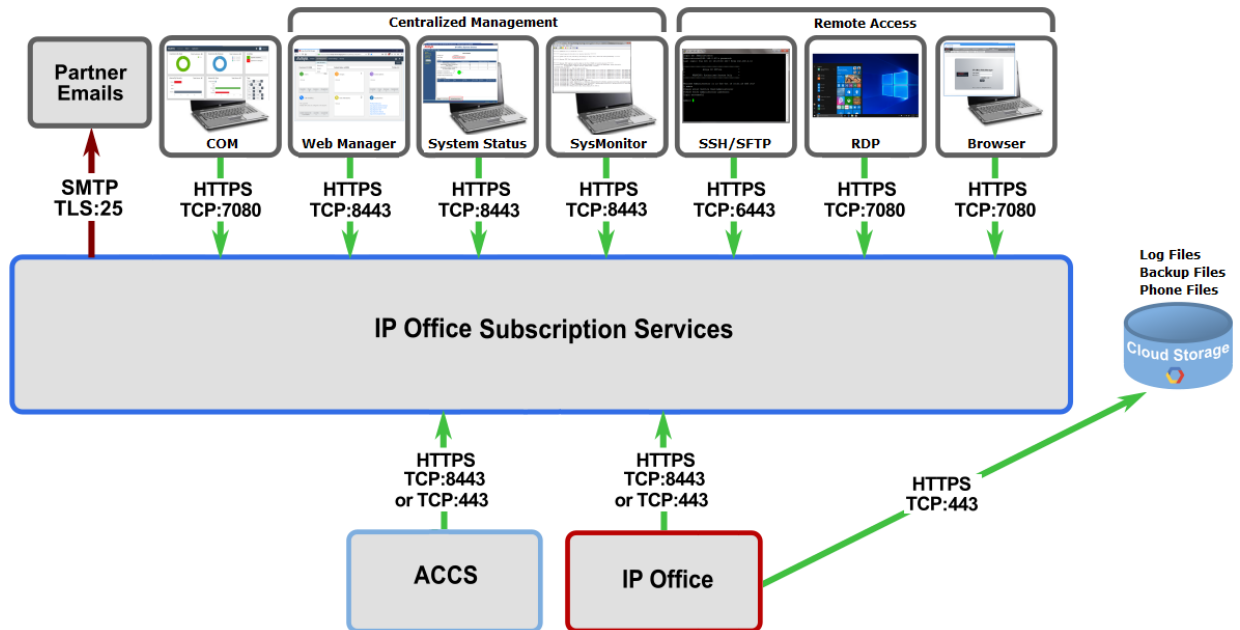 Centralized Management
Remote Access
Partner
Emails
COM
Web Manager
System Status
SysMonitor
SSH/SFTP
RDP
Browser
SMTP
TLS:25
HTTPS
TCP:7080
HTTPS
TCP:8443
HTTPS
TCP:8443
HTTPS
TCP:8443
HTTPS
TCP:6443
HTTPS
TCP:7080
HTTPS
TCP:7080
IP Office Subscription Services
Log Files
Backup Files
Phone Files
Cloud Storage
HTTPS
TCP:8443
or TCP:443
HTTPS
TCP:8443
or TCP:443
HTTPS
TCP:443
ACCS
IP Office